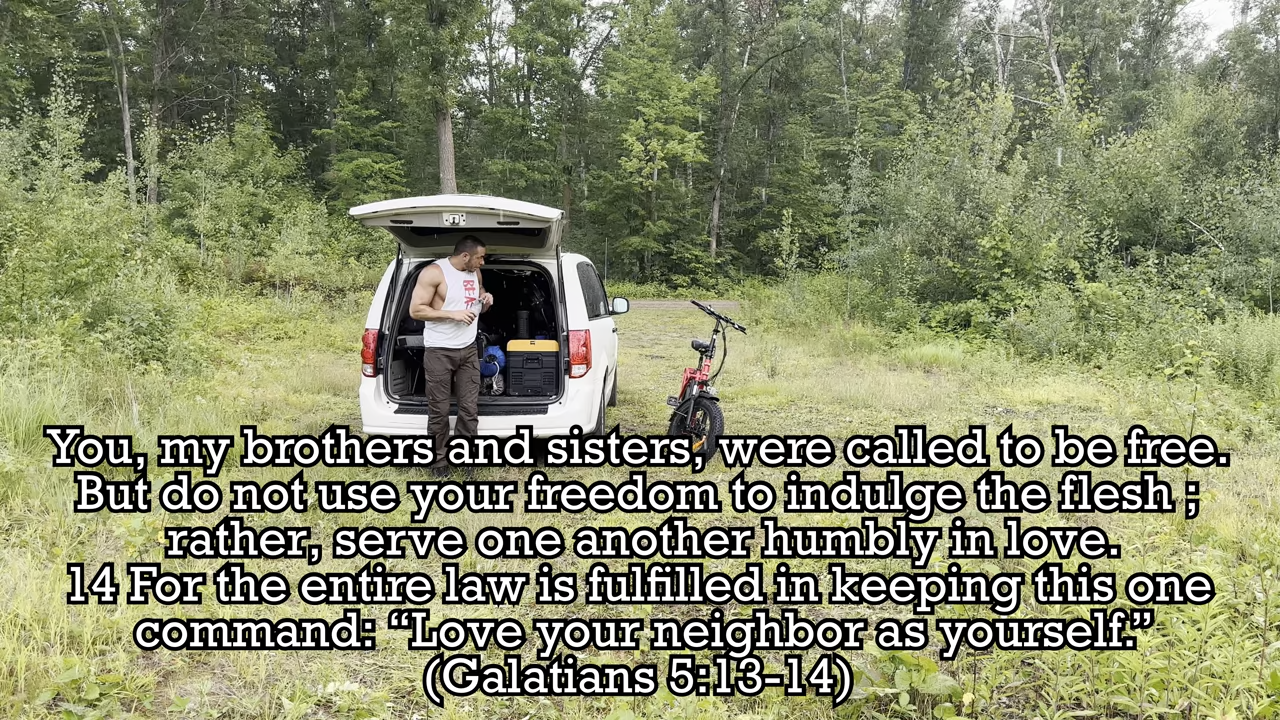 BEA
You, my brothers and sisters, were called to be free.
But do not use your freedom to indulge the flesh ;
rather, serve one another humbly in love.
14 For the entire law is fulfilled in keeping this one
command: “Love your neighbor as yourself.”
(Galatians 5:13-14)